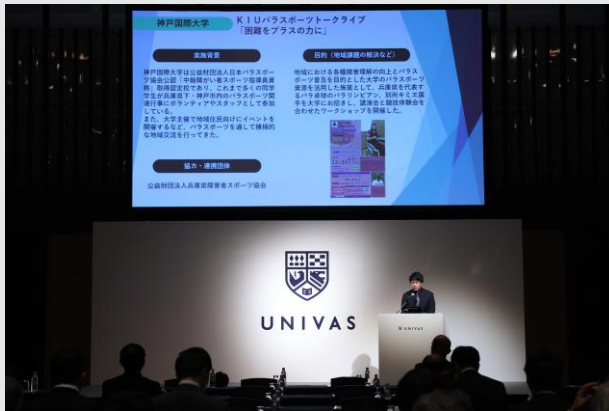 神戸国際大学
KIUパラスポーツトークライブ
「困難をプラスの力に」
実施背景
神戸国際大学は公益財団法人日本パラスポー
ツ協会公認「中級障がい者スポーツ指導員資
格」取得認定校であり、これまで多くの同学
学生が兵庫県下・神戸市内のパラスポーツ関
連行事にボランティアやスタッフとして参加
している。
また、大学主催で地域住民向けにイベントを
開催するなど、パラスポーツを通して積極的
な地域交流を行ってきた。
協力・連携団体
公益財団法人兵庫県障害者スポーツ協会
目的（地域課題の解決など）
地域における各種障害理解の向上とパラス
ポーツ普及を目的とした大学のパラスポーツ
資源を活用した施策として、兵庫県を代表す
るパラ卓球のパラリンピアン、別所キミヱ選
手を大学にお招きし、講演会と競技体験会を
合わせたワークショップを開催した。
UNIVAS
UNIVAS